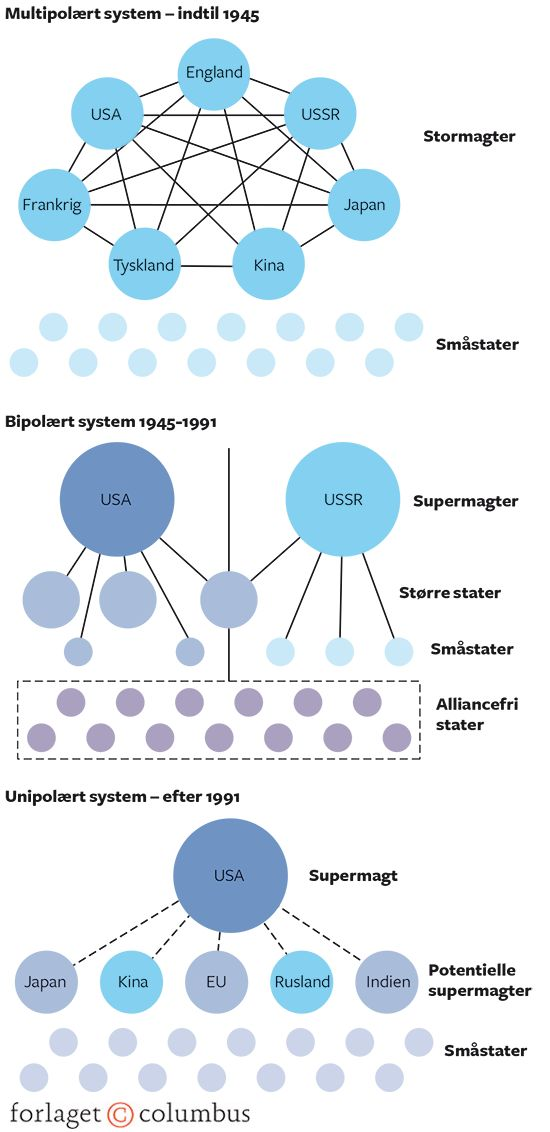 Multipolært system – indtil 1945
England
USA
USSR
Stormagter
Frankrig
Japan
Tyskland
Kina
Småstater
Bipolært system 1945-1991
USA
USSR
Supermagter
Større stater
Småstater
Alliancefri
stater
Unipolært system – efter 1991
USA
Supermagt
Japan
Kina
EU
Rusland
Indien
Potentielle
supermagter
Småstater
forlaget © columbus